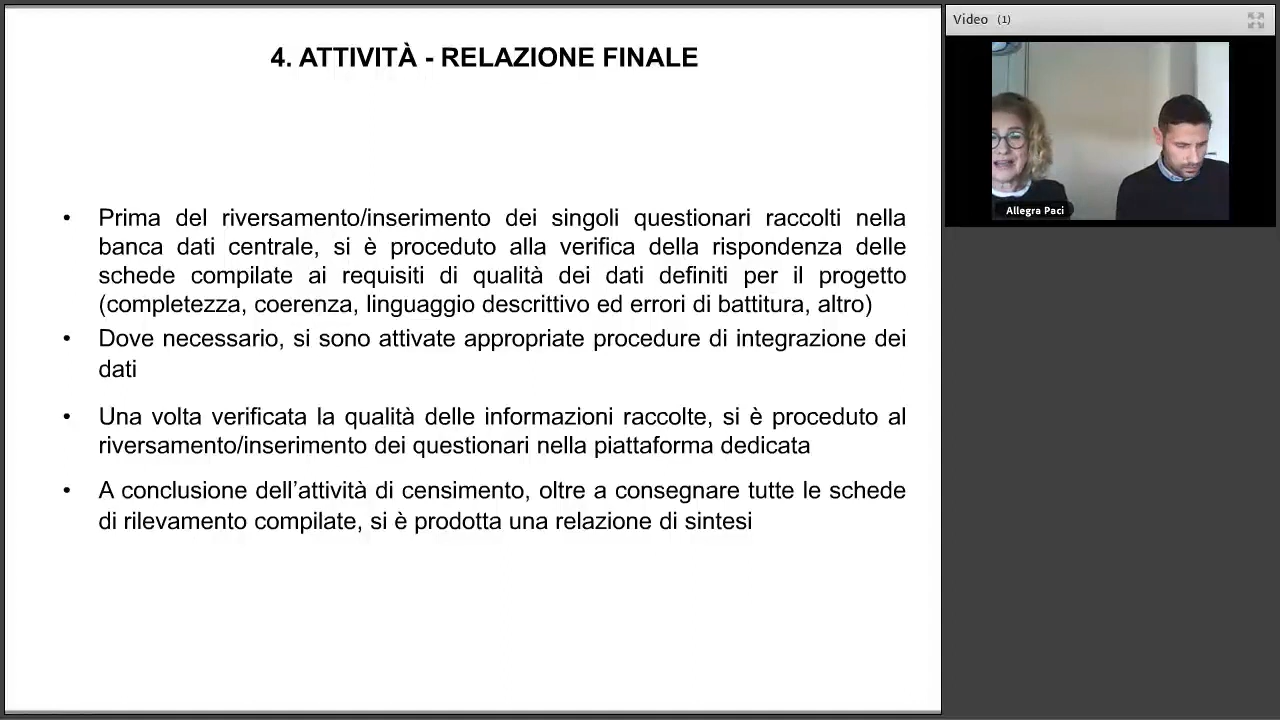 4. ATTIVITÀ - RELAZIONE FINALE
• Prima del riversamento/inserimento dei singoli questionari raccolti nella
banca dati centrale, si è proceduto alla verifica della rispondenza delle
schede compilate ai requisiti di qualità dei dati definiti per il progetto
(completezza, coerenza, linguaggio descrittivo ed errori di battitura, altro)
• Dove necessario, si sono attivate appropriate procedure di integrazione dei
dati
• Una volta verificata la qualità delle informazioni raccolte, si è proceduto al
riversamento/inserimento dei questionari nella piattaforma dedicata
• A conclusione dell’attività di censimento, oltre a consegnare tutte le schede
di rilevamento compilate, si è prodotta una relazione di sintesi
Video (1)
Allegra Paci